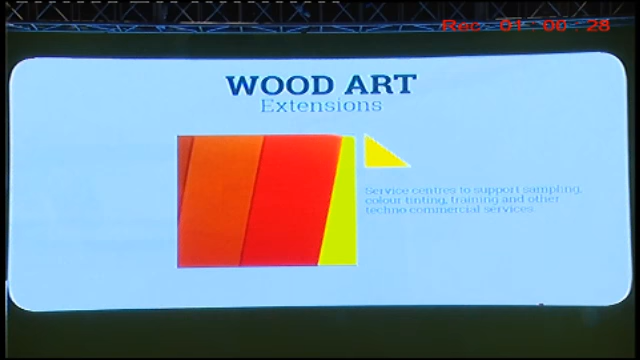 Rec 01 00 28
WOOD ART
Extensions
Service centres to support sampling,
colour tinting, training and other
techno commercial services.